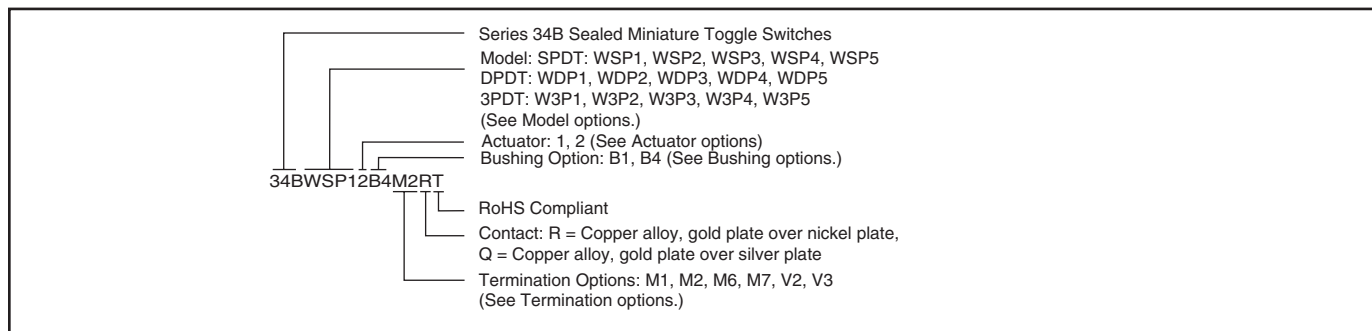 Series 34B Sealed Miniature Toggle Switches
Model: SPDT: WSP1, WSP2, WSP3, WSP4, WSP5
DPDT: WDP1, WDP2, WDP3, WDP4, WDP5
3PDT: W3P1, W3P2, W3P3, W3P4, W3P5
(See Model options.)
Actuator: 1, 2 (See Actuator options)
Bushing Option: B1, B4 (See Bushing options.)
34BWSP12B4M2RT
RoHS Compliant
Contact: R = Copper alloy, gold plate over nickel plate,
Q = Copper alloy, gold plate over silver plate
Termination Options: M1, M2, M6, M7, V2, V3
(See Termination options.)